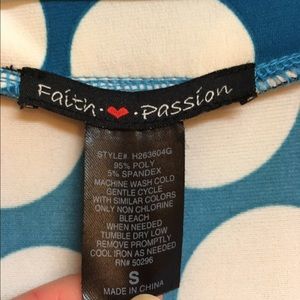 Faith ❤ Passion
STYLE# H263604G
95% POLY
5% SPANDEX
MACHINE WASH COLD
GENTLE CYCLE
WITH SIMILAR COLORS
ONLY NON CHLORINE
BLEACH
WHEN NEEDED
TUMBLE DRY LOW
REMOVE PROMPTLY
COOL IRON AS NEEDED
RN# 50296
S
MADE IN CHINA